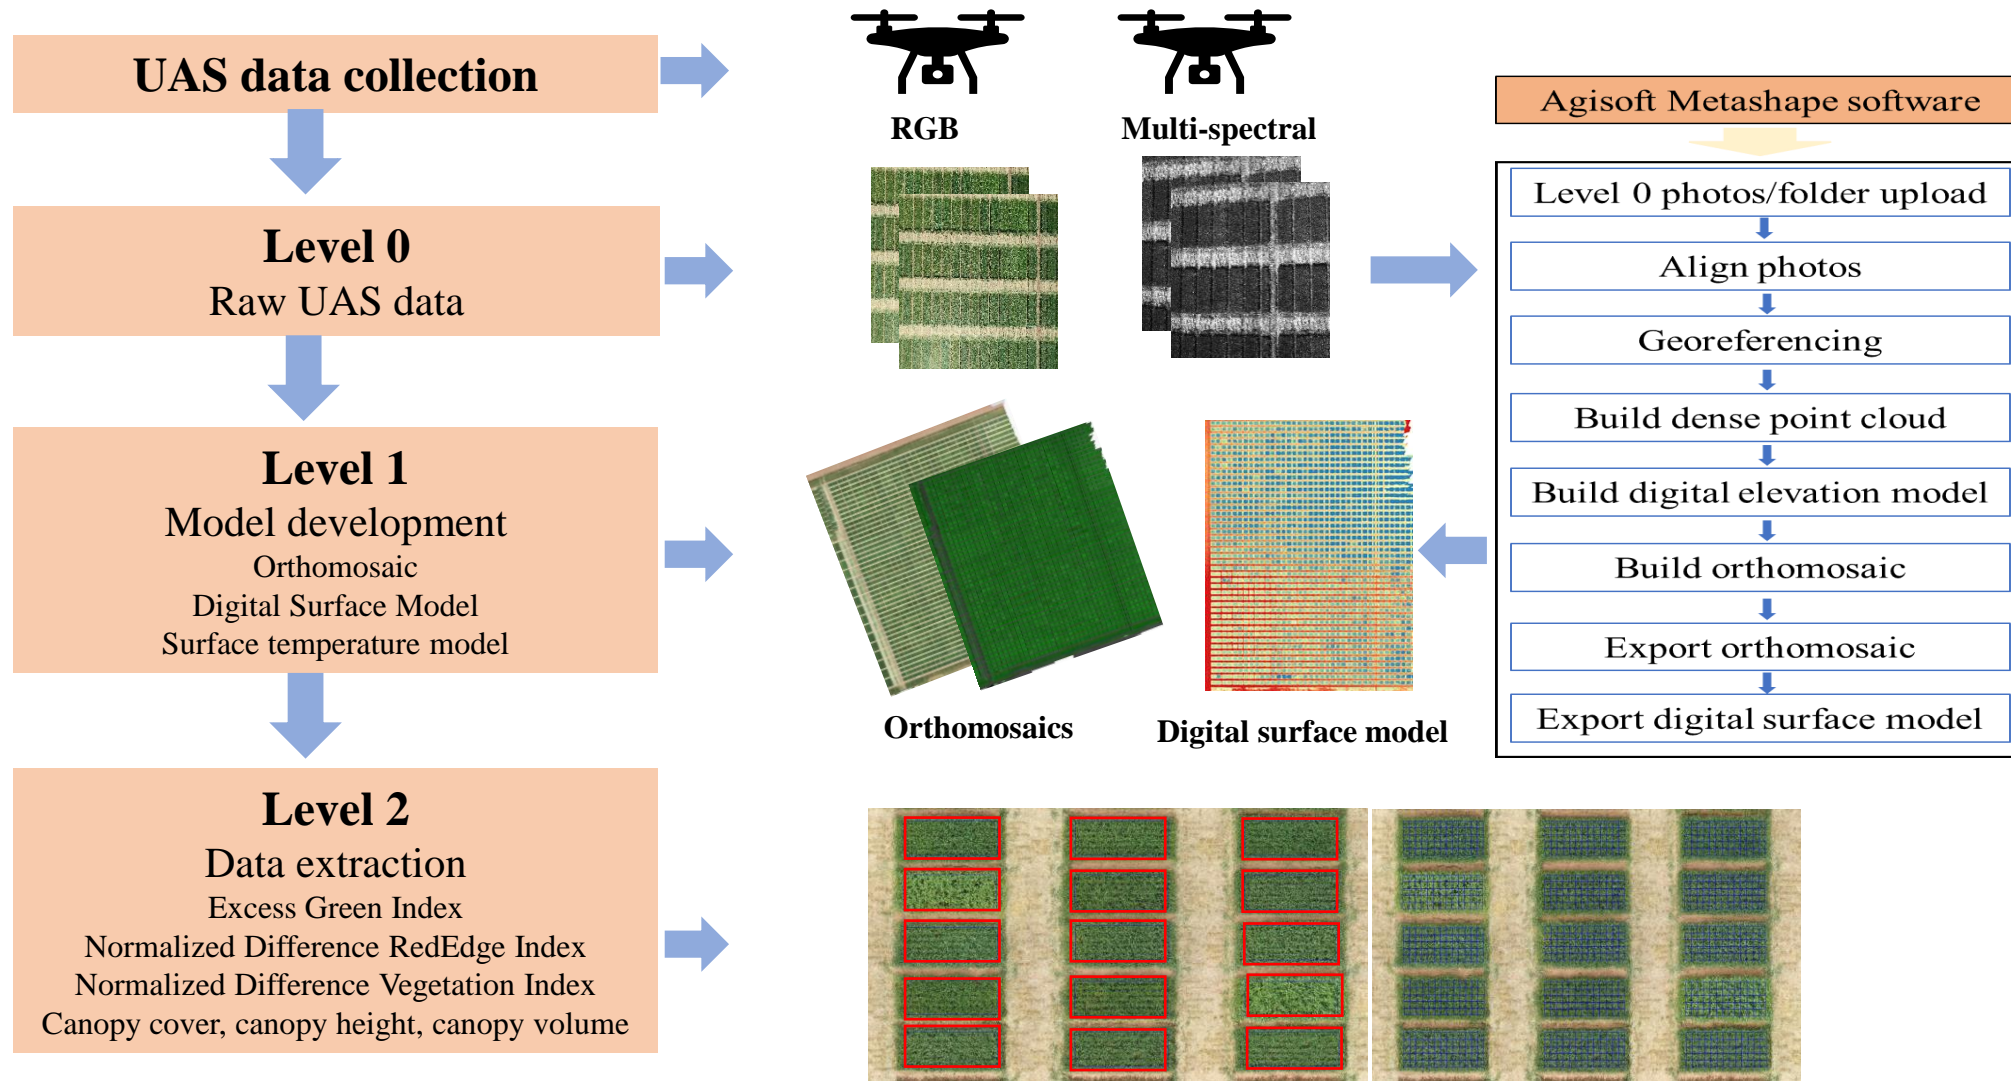 UAS data collection
Level 0
Raw UAS data
Level 1
Model development
Orthomosaic
Digital Surface Model
Surface temperature model
Level 2
Data extraction
Excess Green Index
Normalized Difference RedEdge Index
Normalized Difference Vegetation Index
Canopy cover, canopy height, canopy volume
RGB
Multi-spectral
Orthomosaics
Digital surface model
Agisoft Metashape software
Level 0 photos/folder upload
Align photos
Georeferencing
Build dense point cloud
Build digital elevation model
Build orthomosaic
Export orthomosaic
Export digital surface model